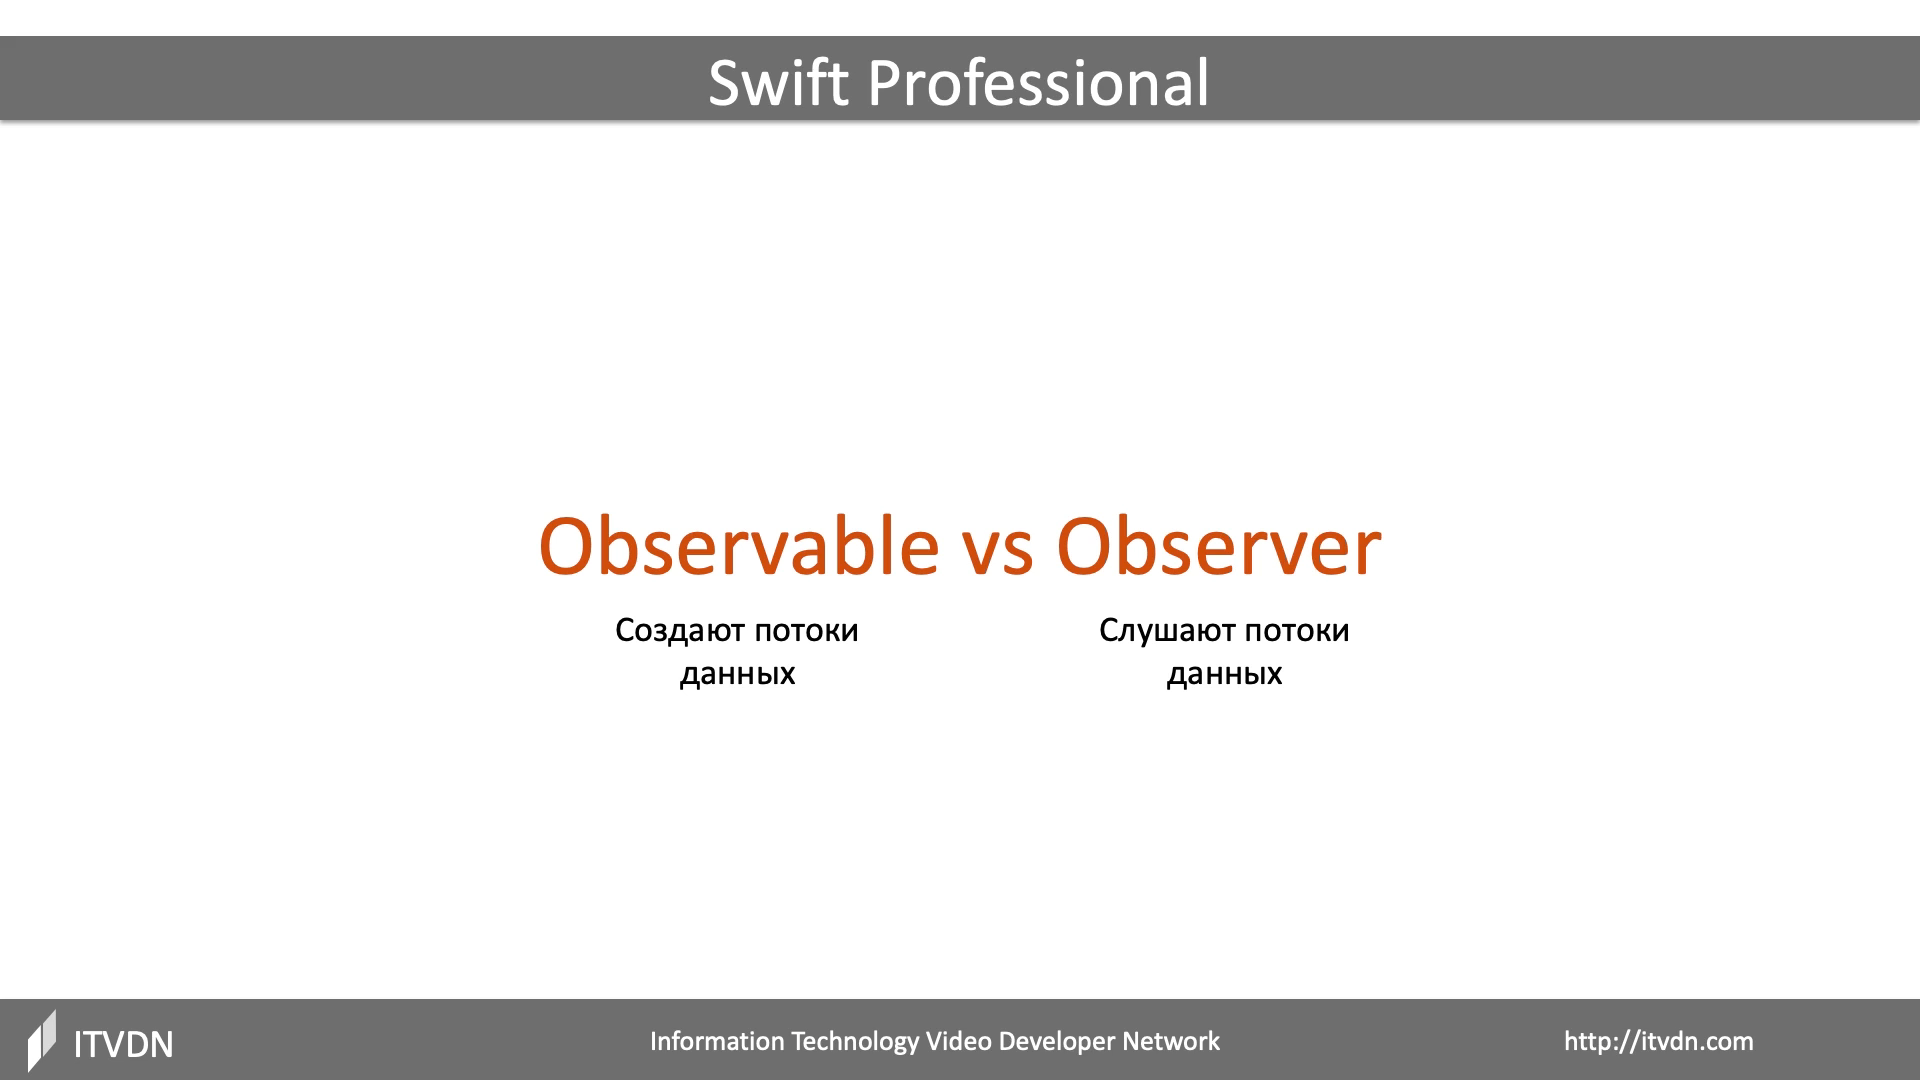 Swift Professional
Observable vs Observer
Создают потоки
данных
Слушают потоки
данных
ITVDN
Information Technology Video Developer Network
http://itvdn.com